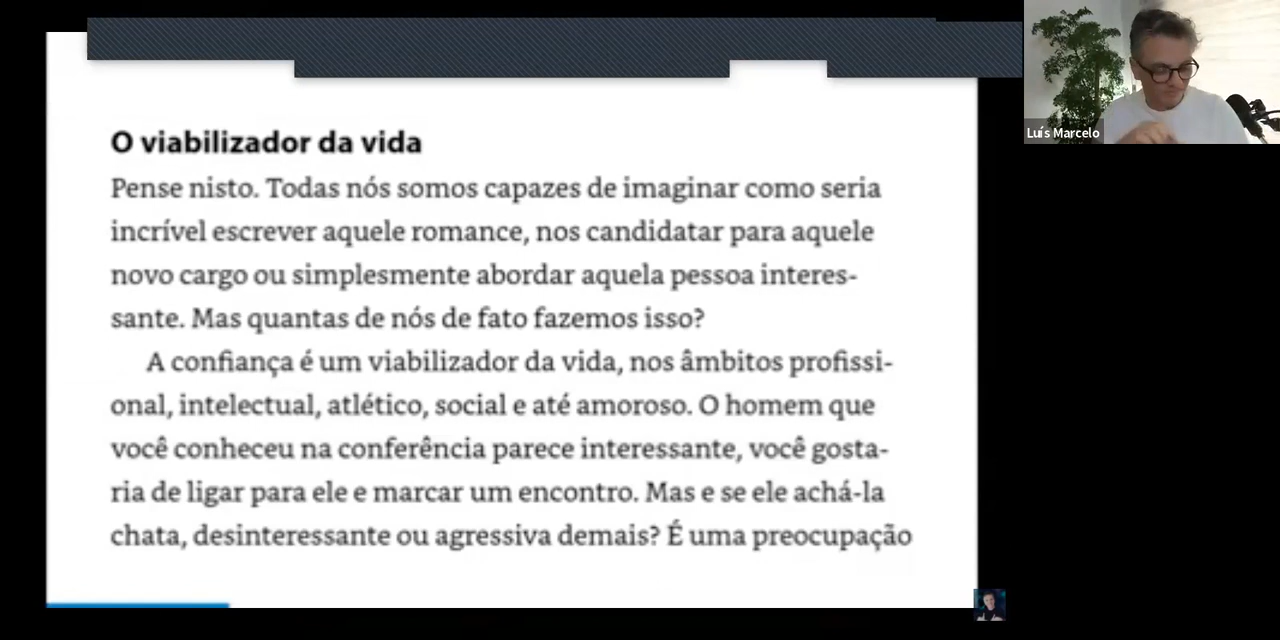 O viabilizador da vida
Pense nisto. Todas nós somos capazes de imaginar como seria
incrível escrever aquele romance, nos candidatar para aquele
novo cargo ou simplesmente abordar aquela pessoa interes-
sante. Mas quantas de nós de fato fazemos isso?
A confiança é um viabilizador da vida, nos âmbitos profissi-
onal, intelectual, atlético, social e até amoroso. O homem que
você conheceu na conferência parece interessante, você gosta-
ria de ligar para ele e marcar um encontro. Mas e se ele achá-la
chata, desinteressante ou agressiva demais? É uma preocupação
Luís Marcelo